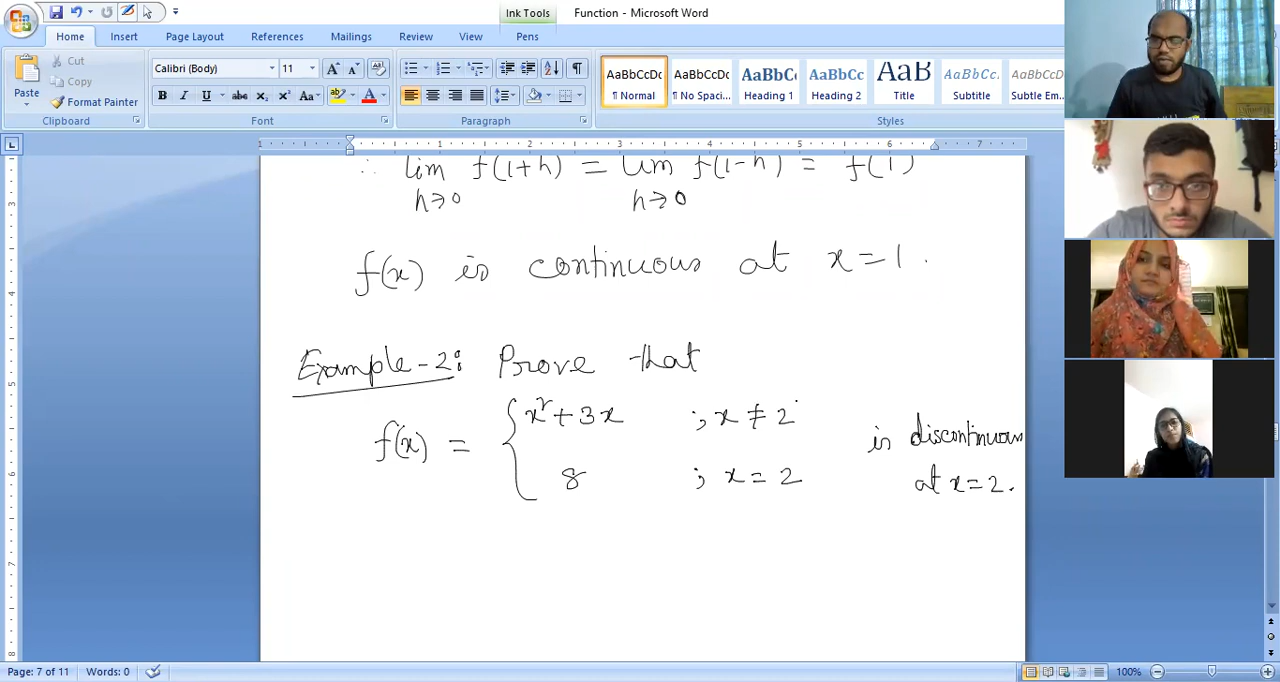 Ink Tools
Function - Microsoft Word
Home Insert Page Layout References Mailings Review View Pens
Paste
Cut
Copy
Format Painter
Clipboard
Calibri (Body) 11
Font
Paragraph
AaBbCcDc AaBbCcDc AaBbCc AaBbCc AaB AaBbCc. AaBbCcDc
¶ Normal ¶ No Spaci... Heading 1 Heading 2 Title Subtitle Subtle Em...
Styles
∴ lim f(1+h) = lim f(1-h) = f(1)
h→0 h→0
f(x) is continuous at x=1.
Example-2: Prove that
f(x) = { x²+3x ; x ≠ 2
8 ; x = 2
is discontinuous
at x=2.
Page: 7 of 11 Words: 0 100%